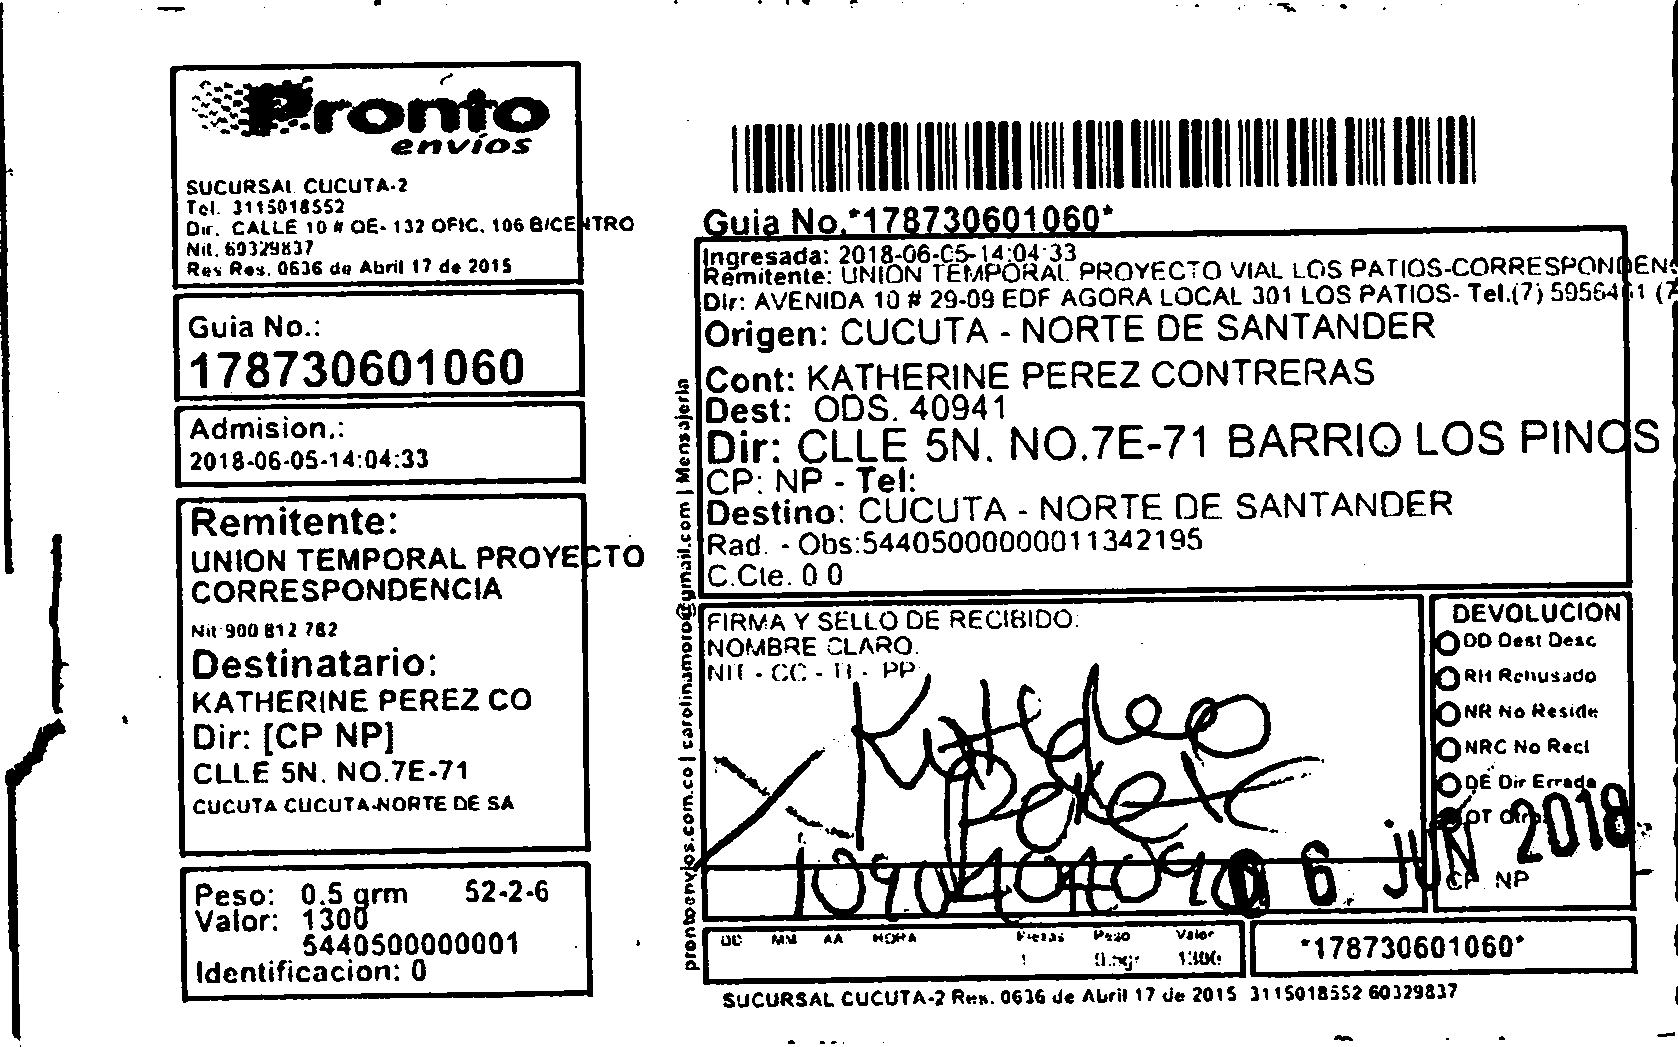 Pronto
envíos
SUCURSAL CUCUTA-2
Tel. 3115018552
Dir. CALLE 10 # OE- 132 OFIC. 106 B/CENTRO
Nit. 60329837
Res Res. 0636 de Abril 17 de 2015
Guia No.:
178730601060
Admision.:
2018-06-05-14:04:33
Remitente:
UNION TEMPORAL PROYECTO
CORRESPONDENCIA
Nit 900 812 782
Destinatario:
KATHERINE PEREZ CO
Dir: [CP NP]
CLLE 5N. NO.7E-71
CUCUTA CUCUTA-NORTE DE SA
Peso: 0.5 grm 52-2-6
Valor: 1300
5440500000001
Identificacion: 0
prontoenvios.com.co | carolinamoro@gmail.com | Mensajeria
Guia No.*178730601060*
Ingresada: 2018-06-05-14:04:33
Remitente: UNION TEMPORAL PROYECTO VIAL LOS PATIOS-CORRESPONDEN
Dir: AVENIDA 10 # 29-09 EDF AGORA LOCAL 301 LOS PATIOS- Tel.(7) 5956461 (7
Origen: CUCUTA - NORTE DE SANTANDER
Cont: KATHERINE PEREZ CONTRERAS
Dest: ODS. 40941
Dir: CLLE 5N. NO.7E-71 BARRIO LOS PINOS
CP: NP - Tel:
Destino: CUCUTA - NORTE DE SANTANDER
Rad. - Obs:54405000000011342195
C.Cte. 0 0
FIRMA Y SELLO DE RECIBIDO:
NOMBRE CLARO.
NIT - CC - TI - PP
06 JUN 2018
DEVOLUCION
DD Dest Desc
RH Rehusado
NR No Reside
NRC No Recl
DE Dir Errada
OT Otro
CP NP
DD MM AA HORA Piezas Peso Valor
1 0.5gr 1300
*178730601060*
SUCURSAL CUCUTA-2 Res. 0636 de Abril 17 de 2015 3115018552 60329837